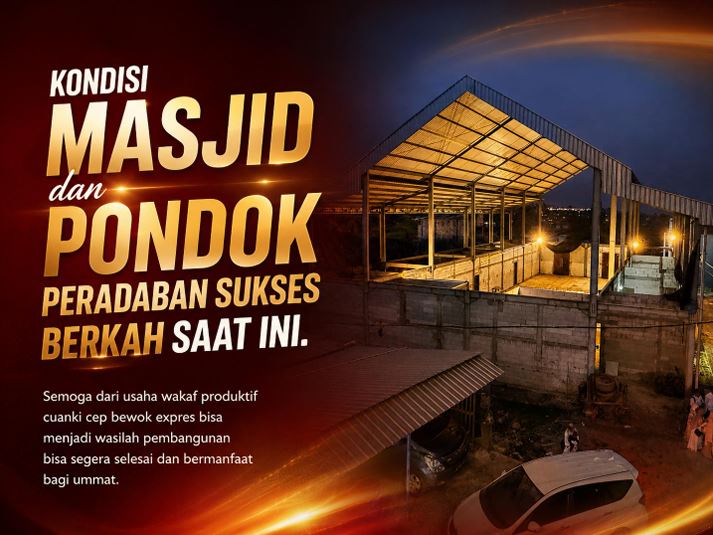 KONDISI
MASJID
dan
PONDOK
PERADABAN SUKSES
BERKAH SAAT INI.
Semoga dari usaha wakaf produktif
cuanki cep bewok expres bisa
menjadi wasilah pembangunan
bisa segera selesai dan bermanfaat
bagi ummat.